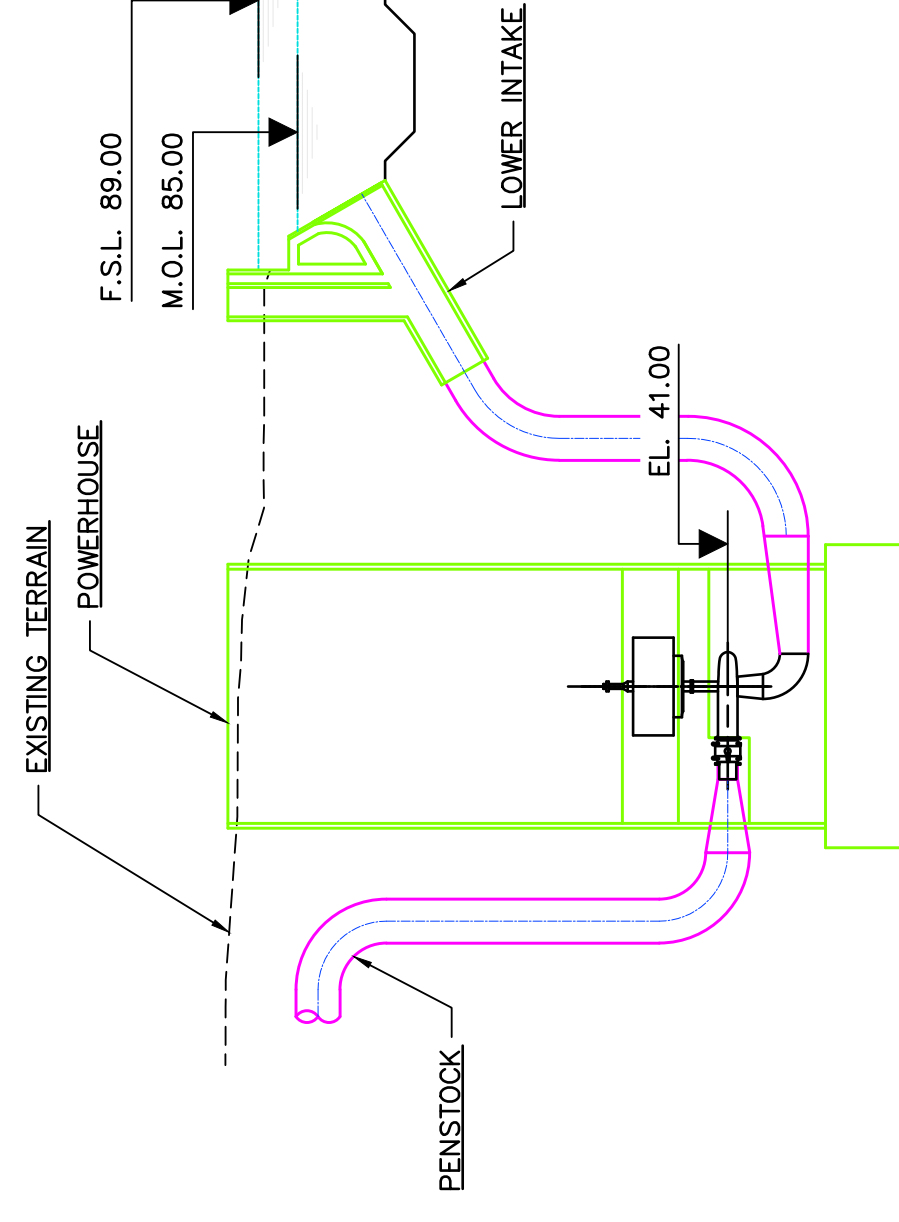 EXISTING TERRAIN
POWERHOUSE
F.S.L. 89.00
M.O.L. 85.00
LOWER INTAKE
EL. 41.00
PENSTOCK